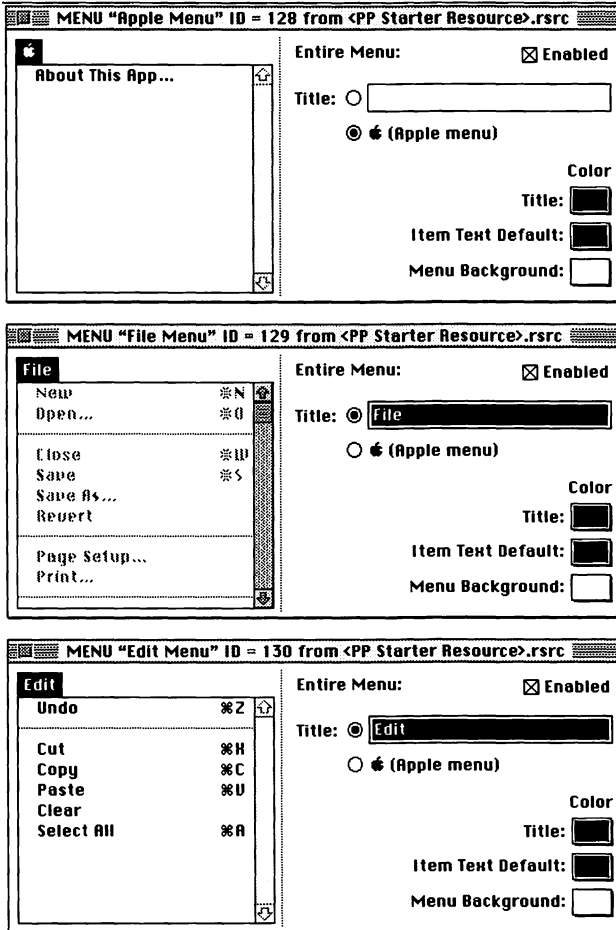 MENU “Apple Menu” ID = 128 from <PP Starter Resource>.rsrc
About This App...
Entire Menu:
Enabled
Title:
(Apple menu)
Color
Title:
Item Text Default:
Menu Background:
MENU “File Menu” ID = 129 from <PP Starter Resource>.rsrc
File
New ⌘N
Open... ⌘O
Close ⌘W
Save ⌘S
Save As...
Revert
Page Setup...
Print...
Entire Menu:
Enabled
Title: File
(Apple menu)
Color
Title:
Item Text Default:
Menu Background:
MENU “Edit Menu” ID = 130 from <PP Starter Resource>.rsrc
Edit
Undo ⌘Z
Cut ⌘X
Copy ⌘C
Paste ⌘V
Clear
Select All ⌘A
Entire Menu:
Enabled
Title: Edit
(Apple menu)
Color
Title:
Item Text Default:
Menu Background: